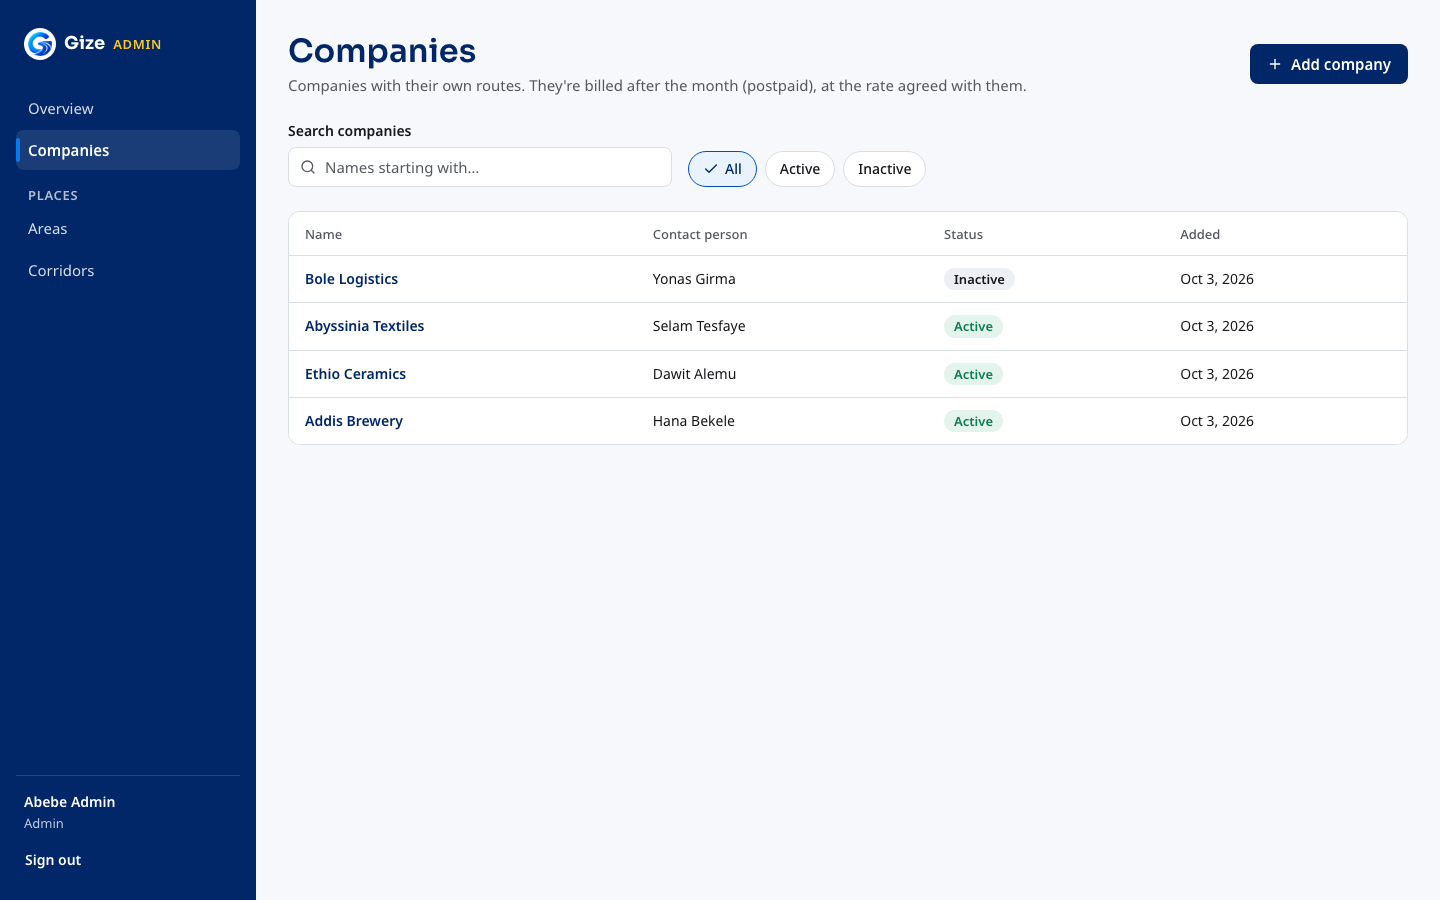 Gize ADMIN
Overview
Companies
PLACES
Areas
Corridors
Abebe Admin
Admin
Sign out
Companies
Companies with their own routes. They're billed after the month (postpaid), at the rate agreed with them.
Add company
Search companies
Names starting with...
All Active Inactive
Name Contact person Status Added
Bole Logistics Yonas Girma Inactive Oct 3, 2026
Abyssinia Textiles Selam Tesfaye Active Oct 3, 2026
Ethio Ceramics Dawit Alemu Active Oct 3, 2026
Addis Brewery Hana Bekele Active Oct 3, 2026